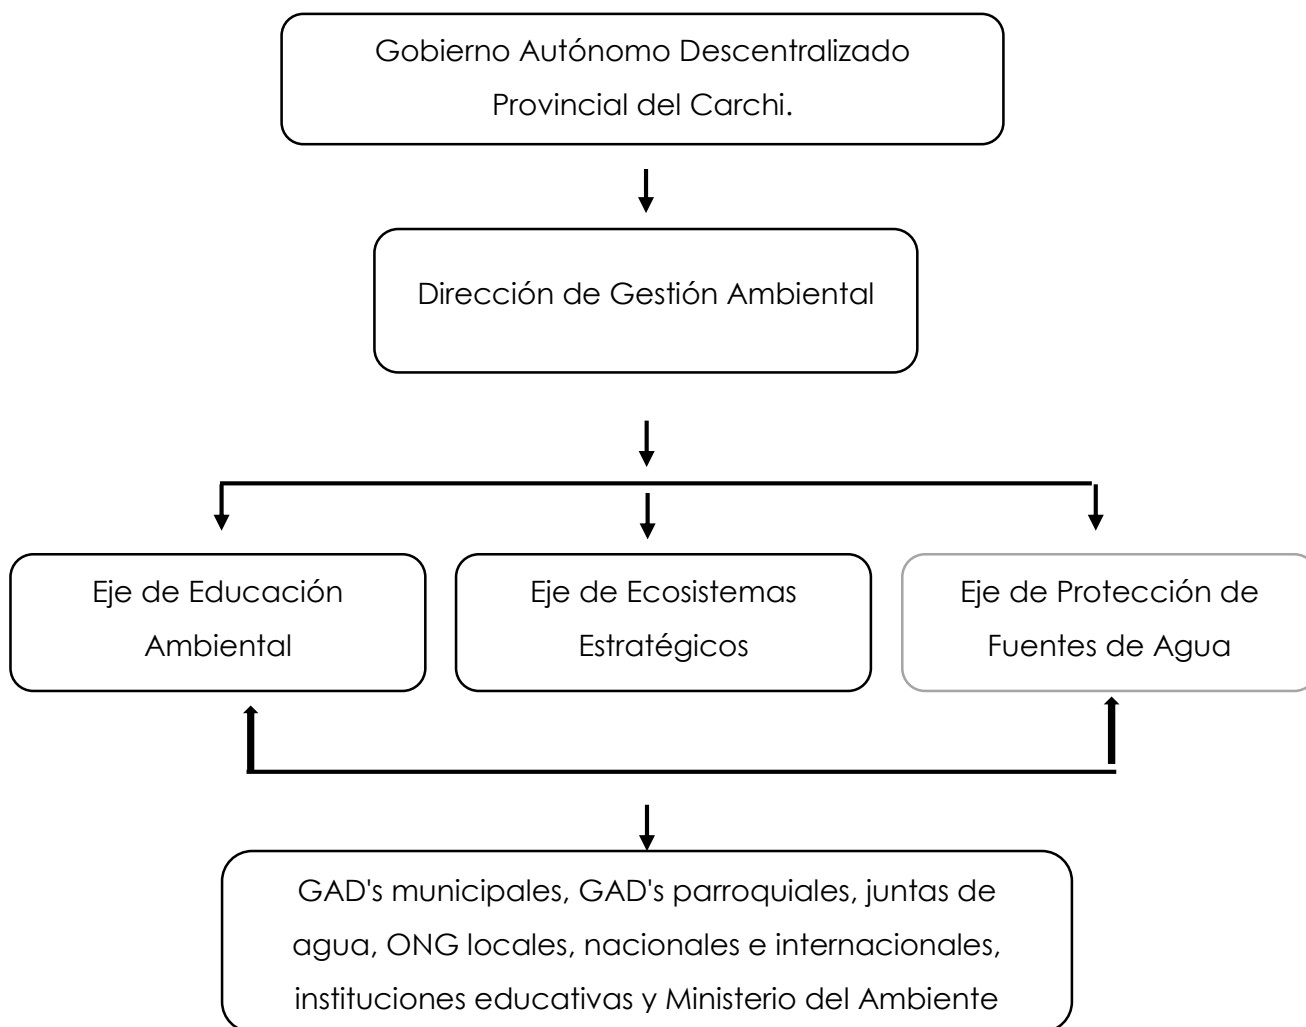 Gobierno Autónomo Descentralizado
Provincial del Carchi.
Dirección de Gestión Ambiental
Eje de Educación
Ambiental
Eje de Ecosistemas
Estratégicos
Eje de Protección de
Fuentes de Agua
GAD's municipales, GAD's parroquiales, juntas de
agua, ONG locales, nacionales e internacionales,
instituciones educativas y Ministerio del Ambiente